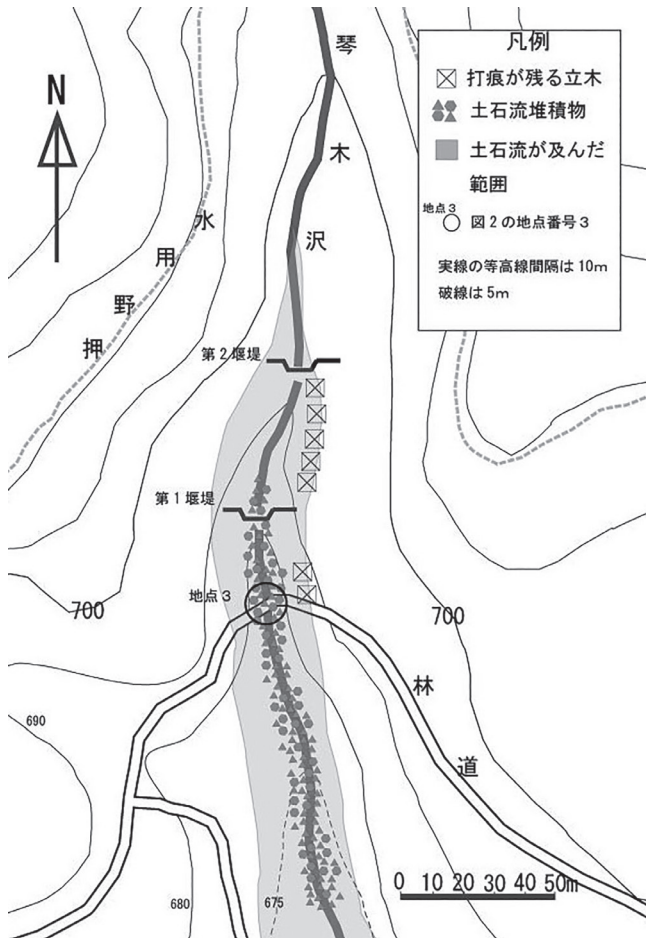 凡例
打痕が残る立木
土石流堆積物
土石流が及んだ
範囲
地点3
図2の地点番号3
実線の等高線間隔は10m
破線は5m
N
琴木沢
押野用水
第2堰堤
第1堰堤
地点3
700
700
林道
690
680
675
0 10 20 30 40 50m